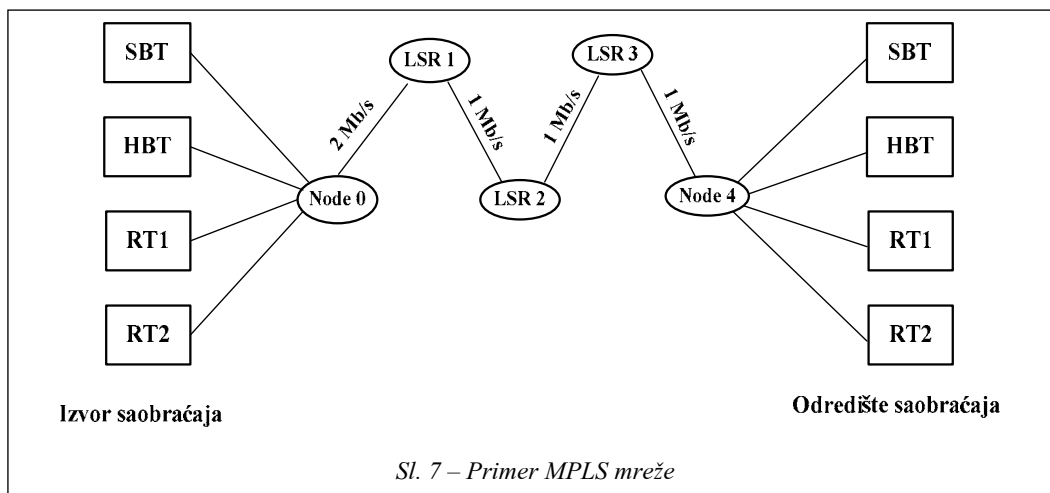 SBT
HBT
RT1
RT2
Izvor saobraćaja
Node 0
2 Mb/s
LSR 1
1 Mb/s
LSR 2
1 Mb/s
LSR 3
1 Mb/s
Node 4
SBT
HBT
RT1
RT2
Odredište saobraćaja
Sl. 7 – Primer MPLS mreže